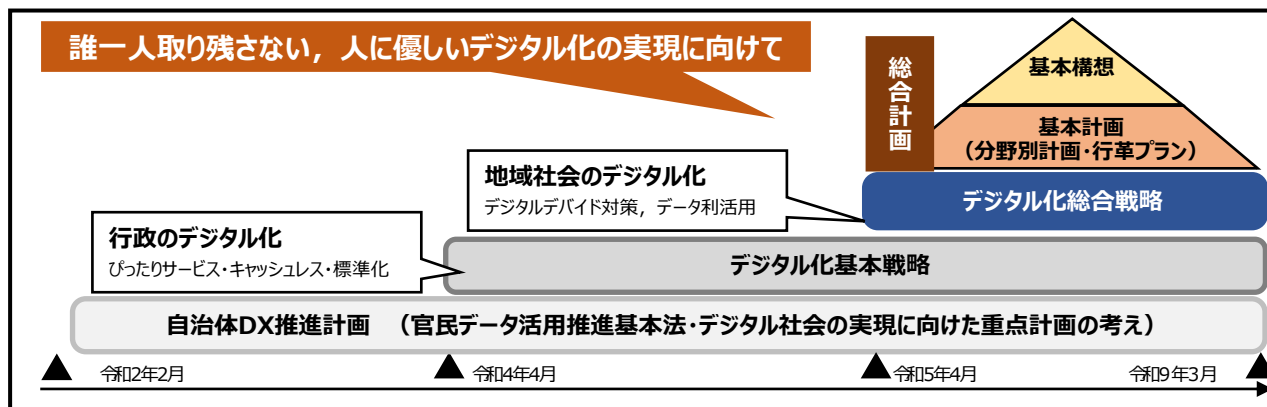 誰一人取り残さない，人に優しいデジタル化の実現に向けて
総合計画
基本構想
基本計画
（分野別計画・行革プラン）
地域社会のデジタル化
デジタルデバイド対策，データ利活用
デジタル化総合戦略
行政のデジタル化
ぴったりサービス・キャッシュレス・標準化
デジタル化基本戦略
自治体DX推進計画　（官民データ活用推進基本法・デジタル社会の実現に向けた重点計画の考え）
令和2年2月
令和4年4月
令和5年4月
令和9年3月